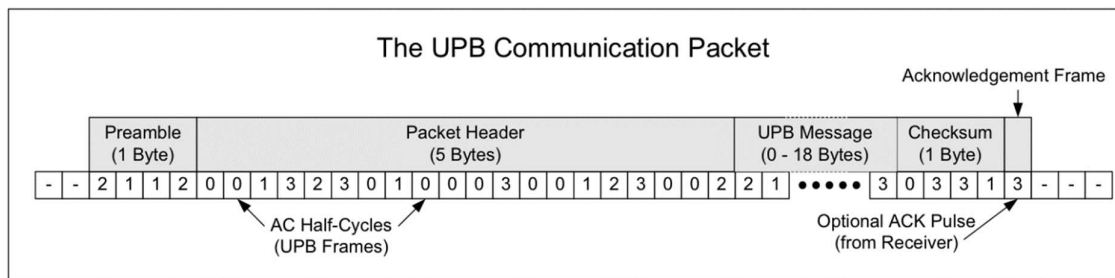 The UPB Communication Packet
Acknowledgement Frame
Preamble
(1 Byte)
Packet Header
(5 Bytes)
UPB Message
(0 - 18 Bytes)
Checksum
(1 Byte)
- - 2 1 1 2 0 0 1 3 2 3 0 1 0 0 0 3 0 0 1 2 3 0 0 2 2 1 ••••• 3 0 3 3 1 3 - - -
AC Half-Cycles
(UPB Frames)
Optional ACK Pulse
(from Receiver)